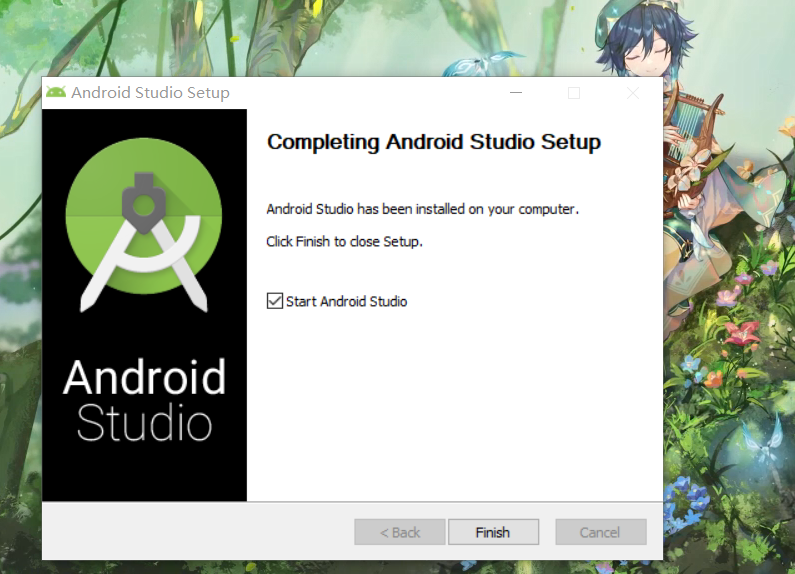 Android Studio Setup
Completing Android Studio Setup
Android Studio has been installed on your computer.
Click Finish to close Setup.
Start Android Studio
Android
Studio
< Back
Finish
Cancel